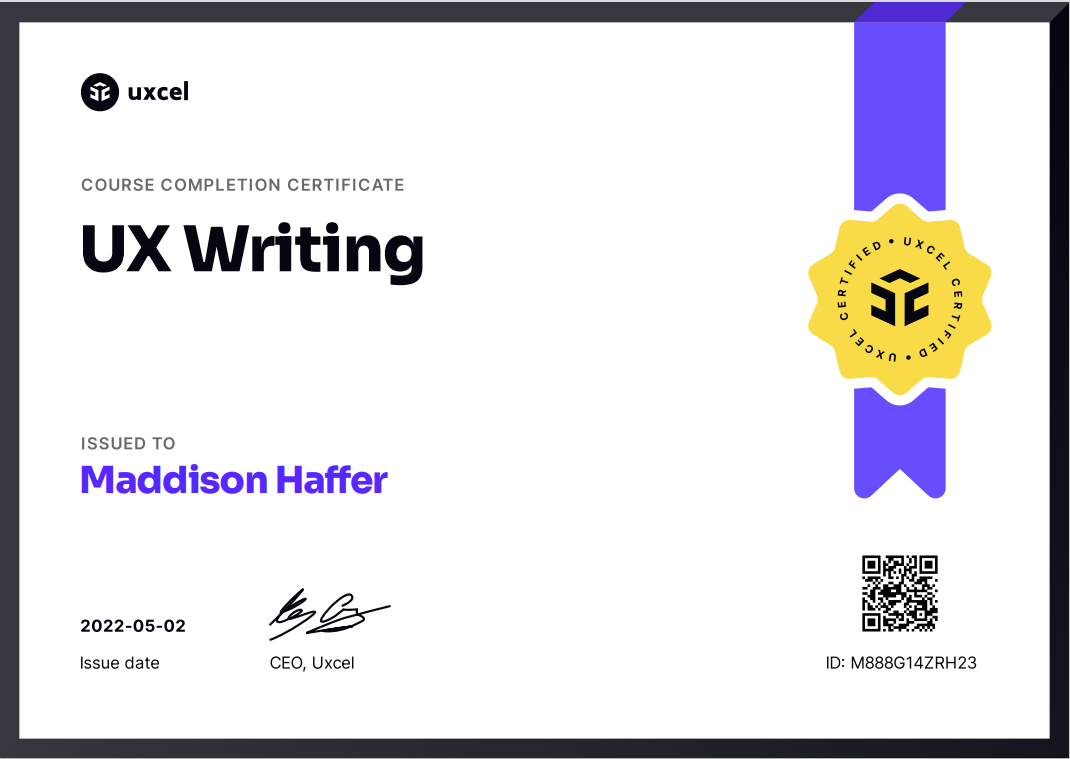 uxcel
COURSE COMPLETION CERTIFICATE
UX Writing
UXCEL CERTIFIED • UXCEL CERTIFIED •
ISSUED TO
Maddison Haffer
2022-05-02
Issue date
CEO, Uxcel
ID: M888G14ZRH23